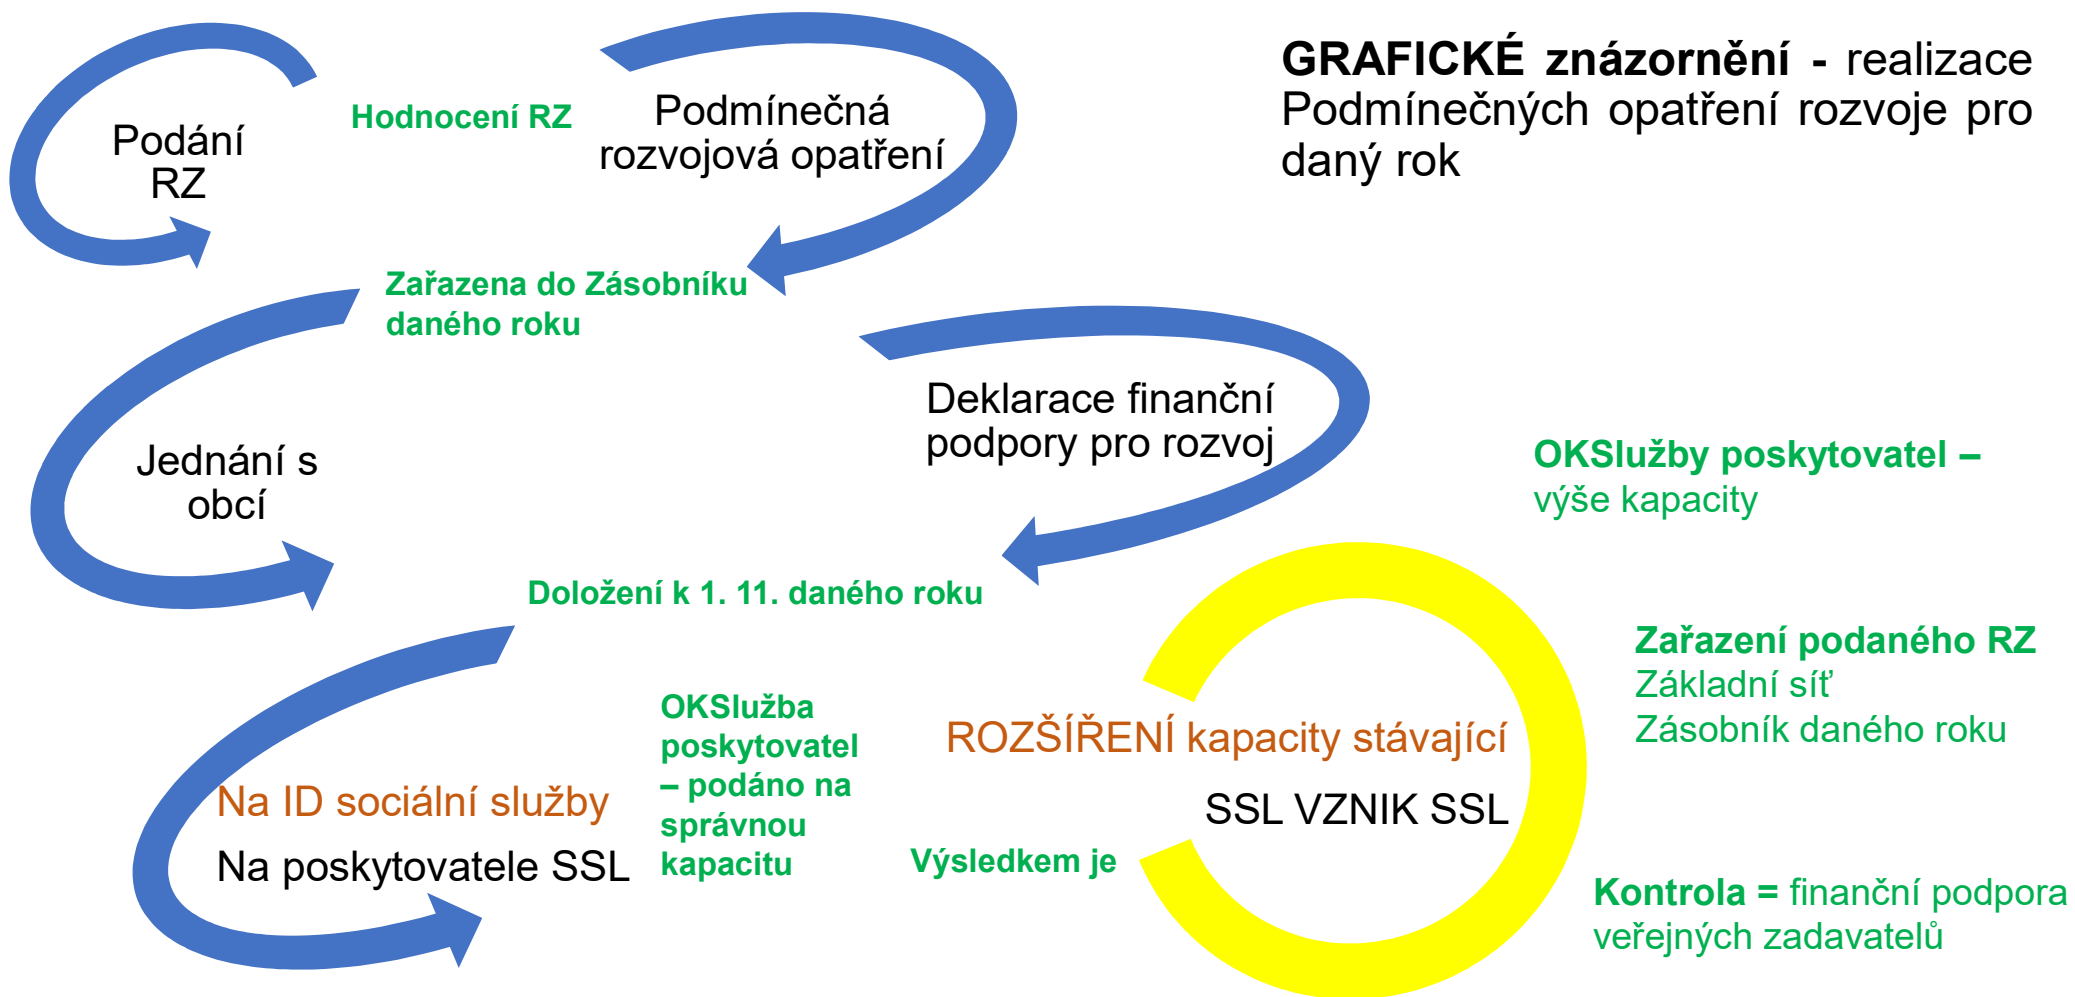 GRAFICKÉ znázornění - realizace
Podmínečných opatření rozvoje pro
daný rok
Podání
RZ
Hodnocení RZ
Podmínečná
rozvojová opatření
Zařazena do Zásobníku
daného roku
Jednání s
obcí
Deklarace finanční
podpory pro rozvoj
Doložení k 1. 11. daného roku
Na ID sociální služby
Na poskytovatele SSL
OKSlužba
poskytovatel
– podáno na
správnou
kapacitu
Výsledkem je
ROZŠÍŘENÍ kapacity stávající
SSL VZNIK SSL
OKSlužby poskytovatel –
výše kapacity
Zařazení podaného RZ
Základní síť
Zásobník daného roku
Kontrola = finanční podpora
veřejných zadavatelů